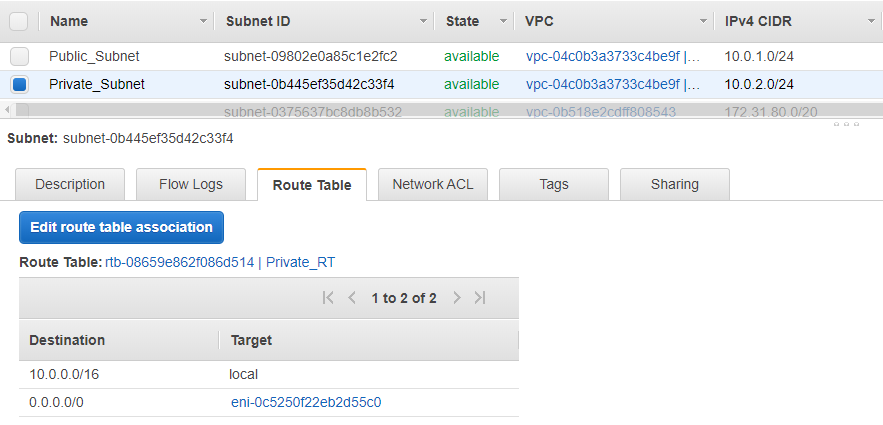 Name Subnet ID State VPC IPv4 CIDR
Public_Subnet subnet-09802e0a85c1e2fc2 available vpc-04c0b3a3733c4be9f |... 10.0.1.0/24
Private_Subnet subnet-0b445ef35d42c33f4 available vpc-04c0b3a3733c4be9f |... 10.0.2.0/24
subnet-0375637bc8db8b532 available vpc-0b518e2cdff808543 172.31.80.0/20
Subnet: subnet-0b445ef35d42c33f4
Description Flow Logs Route Table Network ACL Tags Sharing
Edit route table association
Route Table: rtb-08659e862f086d514 | Private_RT
1 to 2 of 2
Destination Target
10.0.0.0/16 local
0.0.0.0/0 eni-0c5250f22eb2d55c0